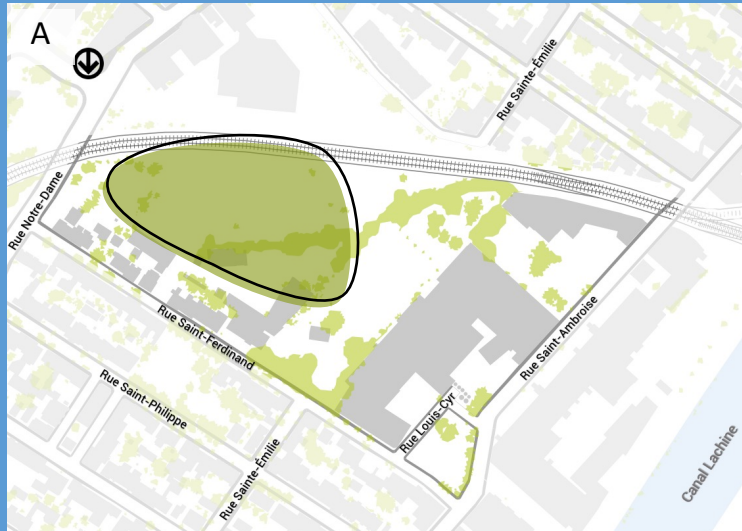 A
Rue Sainte-Émilie
Rue Notre-Dame
Rue Saint-Ferdinand
Rue Saint-Ambroise
Rue Saint-Philippe
Rue Louis-Cyr
Rue Sainte-Émilie
Canal Lachine